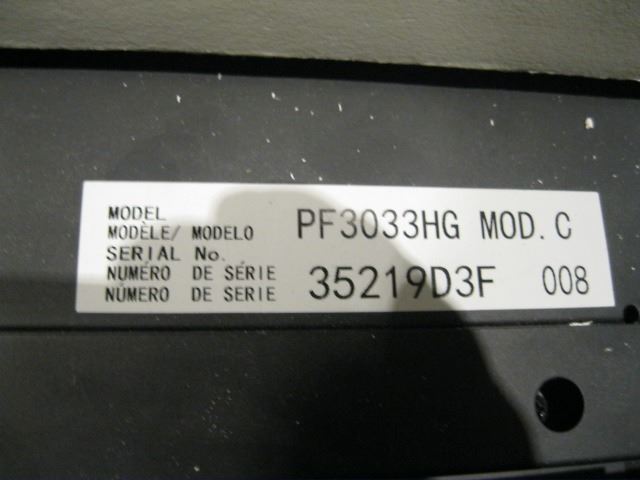 MODEL
MODÈLE/ MODELO PF3033HG MOD. C
SERIAL No.
NUMÉRO DE SÉRIE 35219D3F 008
NÚMERO DE SERIE